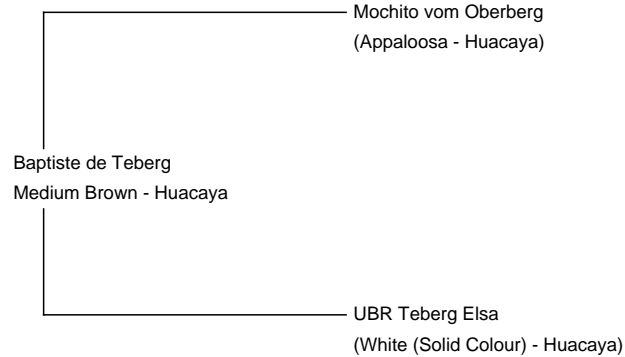 Mochito vom Oberberg
(Appaloosa - Huacaya)
Baptiste de Teberg
Medium Brown - Huacaya
UBR Teberg Elsa
(White (Solid Colour) - Huacaya)